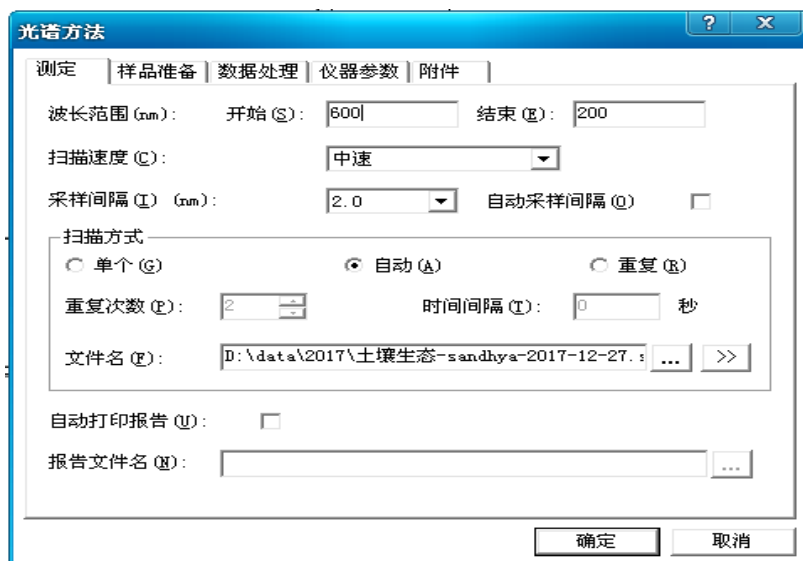 光谱方法
测定 样品准备 数据处理 仪器参数 附件
波长范围(nm): 开始(S): 600 结束(E): 200
扫描速度(C): 中速
采样间隔(I) (nm): 2.0 自动采样间隔(O)
扫描方式
单个(G) 自动(A) 重复(R)
重复次数(P): 2 时间间隔(T): 0 秒
文件名(F): D:\data\2017\土壤生态-sandhya-2017-12-27. ... >>
自动打印报告(U):
报告文件名(N): ...
确定 取消